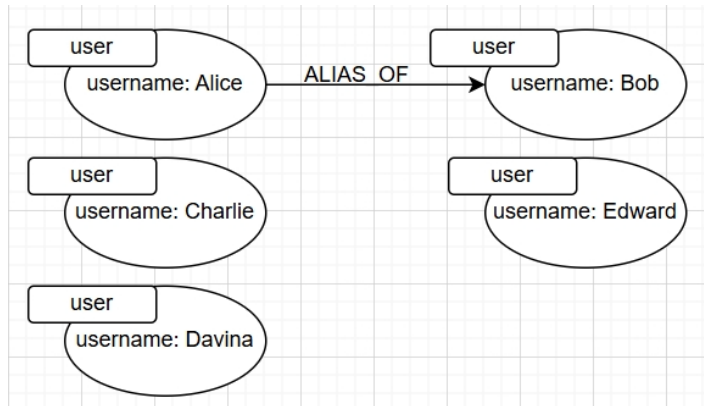 user
username: Alice
ALIAS_OF
user
username: Bob
user
username: Charlie
user
username: Edward
user
username: Davina